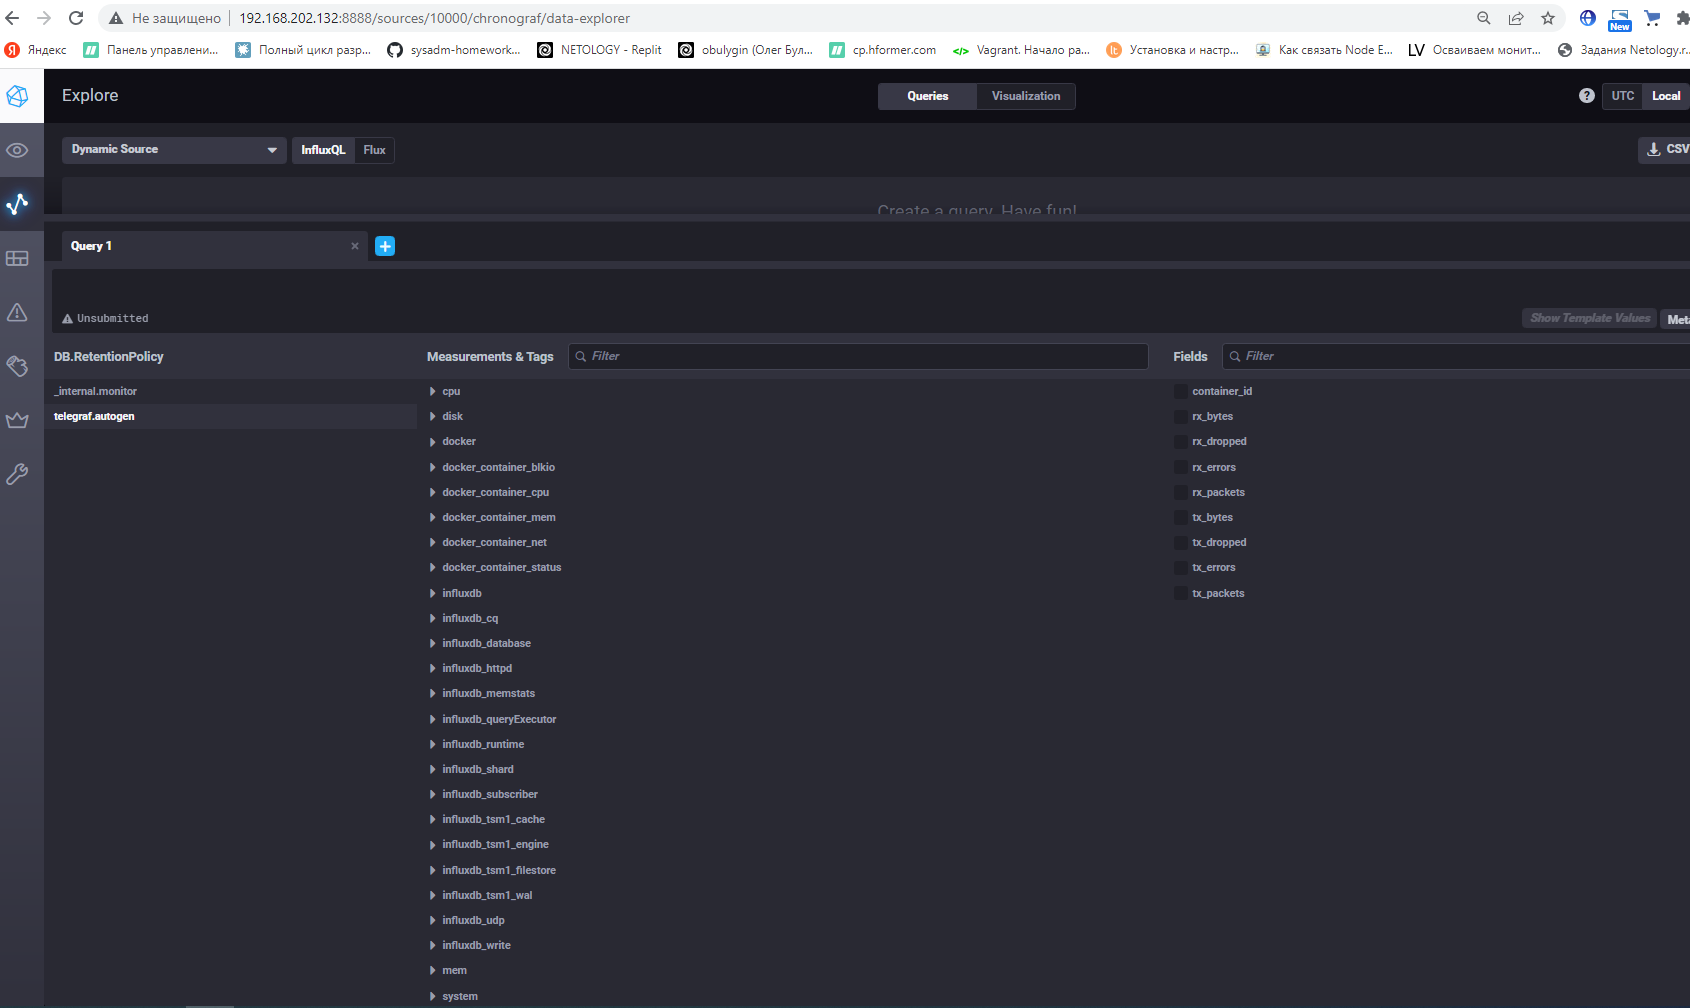 Не защищено 192.168.202.132:8888/sources/10000/chronograf/data-explorer
Яндекс Панель управлени... Полный цикл разр... sysadm-homework... NETOLOGY - Replit obulygin (Олег Бул... cp.hformer.com Vagrant. Начало ра... Установка и настр... Как связать Node E... LV Осваиваем монит... Задания Netology.r...
New
Explore
Queries Visualization
? UTC Local
Dynamic Source InfluxQL Flux
CSV
Create a query. Have fun!
Query 1
Unsubmitted
Show Template Values Meta
DB.RetentionPolicy
_internal.monitor
telegraf.autogen
Measurements & Tags Filter
cpu
disk
docker
docker_container_blkio
docker_container_cpu
docker_container_mem
docker_container_net
docker_container_status
influxdb
influxdb_cq
influxdb_database
influxdb_httpd
influxdb_memstats
influxdb_queryExecutor
influxdb_runtime
influxdb_shard
influxdb_subscriber
influxdb_tsm1_cache
influxdb_tsm1_engine
influxdb_tsm1_filestore
influxdb_tsm1_wal
influxdb_udp
influxdb_write
mem
system
Fields Filter
container_id
rx_bytes
rx_dropped
rx_errors
rx_packets
tx_bytes
tx_dropped
tx_errors
tx_packets